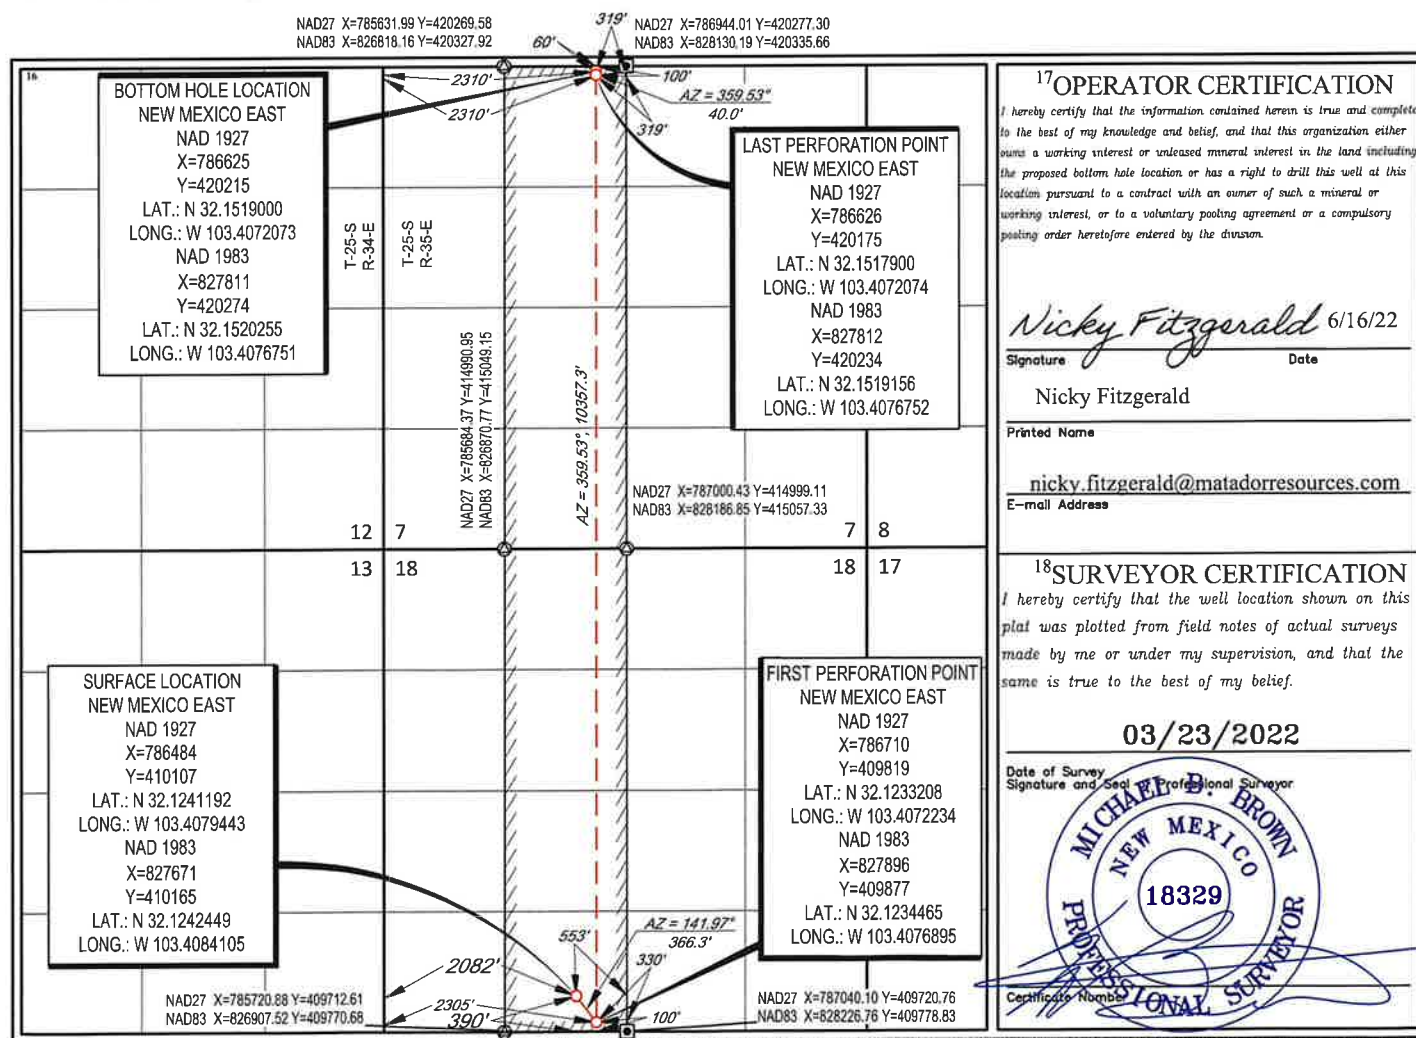 NAD27 X=785631.99 Y=420269.58
NAD83 X=826818.16 Y=420327.92
319'
60'
NAD27 X=786944.01 Y=420277.30
NAD83 X=828130.19 Y=420335.66
16
2310'
2310'
100'
AZ = 359.53°
40.0'
319'
BOTTOM HOLE LOCATION
NEW MEXICO EAST
NAD 1927
X=786625
Y=420215
LAT.: N 32.1519000
LONG.: W 103.4072073
NAD 1983
X=827811
Y=420274
LAT.: N 32.1520255
LONG.: W 103.4076751
T-25-S
R-34-E
T-25-S
R-35-E
LAST PERFORATION POINT
NEW MEXICO EAST
NAD 1927
X=786626
Y=420175
LAT.: N 32.1517900
LONG.: W 103.4072074
NAD 1983
X=827812
Y=420234
LAT.: N 32.1519156
LONG.: W 103.4076752
NAD27 X=785684.37 Y=414990.95
NAD83 X=826870.77 Y=415049.15
AZ = 359.53°, 10357.3'
NAD27 X=787000.43 Y=414999.11
NAD83 X=828186.85 Y=415057.33
12 7
7 8
13 18
18 17
SURFACE LOCATION
NEW MEXICO EAST
NAD 1927
X=786484
Y=410107
LAT.: N 32.1241192
LONG.: W 103.4079443
NAD 1983
X=827671
Y=410165
LAT.: N 32.1242449
LONG.: W 103.4084105
FIRST PERFORATION POINT
NEW MEXICO EAST
NAD 1927
X=786710
Y=409819
LAT.: N 32.1233208
LONG.: W 103.4072234
NAD 1983
X=827896
Y=409877
LAT.: N 32.1234465
LONG.: W 103.4076895
AZ = 141.97°
366.3'
553'
330'
2082'
2305'
390'
100'
NAD27 X=785720.88 Y=409712.61
NAD83 X=826907.52 Y=409770.68
NAD27 X=787040.10 Y=409720.76
NAD83 X=828226.76 Y=409778.83
17 OPERATOR CERTIFICATION
I hereby certify that the information contained herein is true and complete
to the best of my knowledge and belief, and that this organization either
owns a working interest or unleased mineral interest in the land including
the proposed bottom hole location or has a right to drill this well at this
location pursuant to a contract with an owner of such a mineral or
working interest, or to a voluntary pooling agreement or a compulsory
pooling order heretofore entered by the division.
Nicky Fitzgerald 6/16/22
Signature Date
Nicky Fitzgerald
Printed Name
nicky.fitzgerald@matadorresources.com
E-mail Address
18 SURVEYOR CERTIFICATION
I hereby certify that the well location shown on this
plat was plotted from field notes of actual surveys
made by me or under my supervision, and that the
same is true to the best of my belief.
03/23/2022
Date of Survey
Signature and Seal of Professional Surveyor
MICHAEL B. BROWN
NEW MEXICO
18329
PROFESSIONAL SURVEYOR
Certificate Number